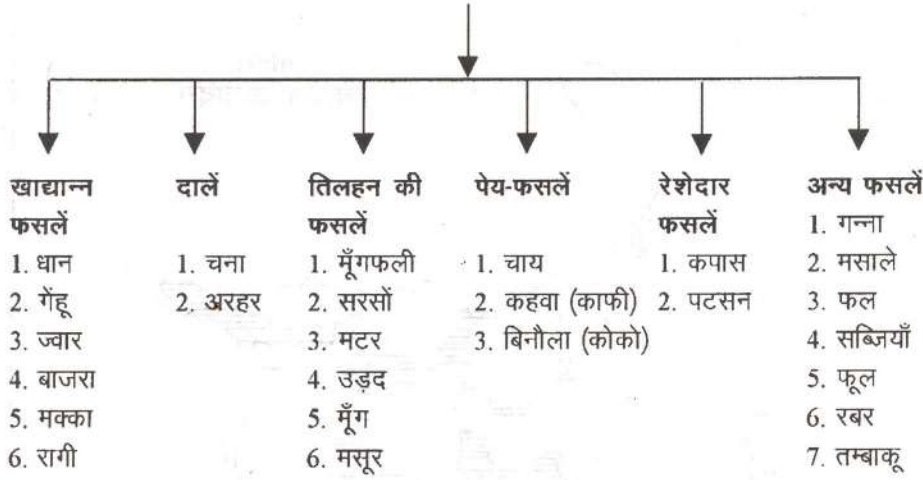 खाद्यान्न फसलें
1. धान
2. गेंहू
3. ज्वार
4. बाजरा
5. मक्का
6. रागी
दालें
1. चना
2. अरहर
तिलहन की फसलें
1. मूँगफली
2. सरसों
3. मटर
4. उड़द
5. मूँग
6. मसूर
पेय-फसलें
1. चाय
2. कहवा (काफी)
3. बिनौला (कोको)
रेशेदार फसलें
1. कपास
2. पटसन
अन्य फसलें
1. गन्ना
2. मसाले
3. फल
4. सब्जियाँ
5. फूल
6. रबर
7. तम्बाकू